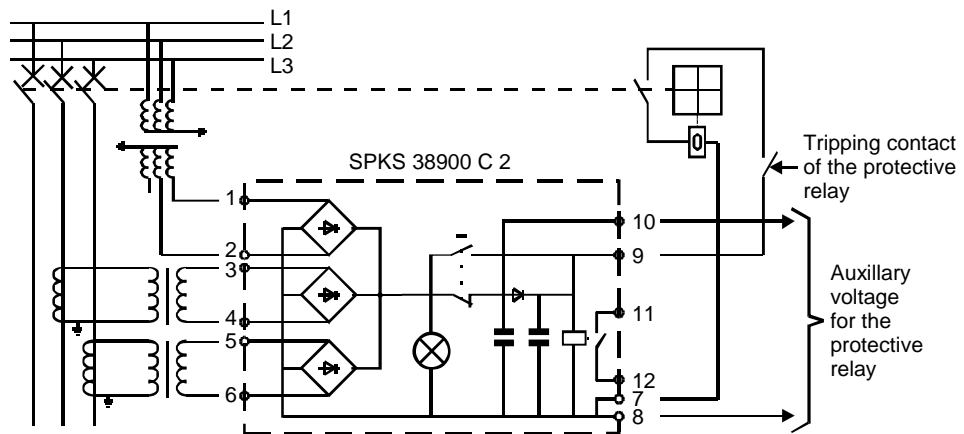 L1
L2
L3
SPKS 38900 C 2
Tripping contact
of the protective
relay
1
2
3
4
5
6
10
9
11
12
7
8
Auxillary
voltage
for the
protective
relay